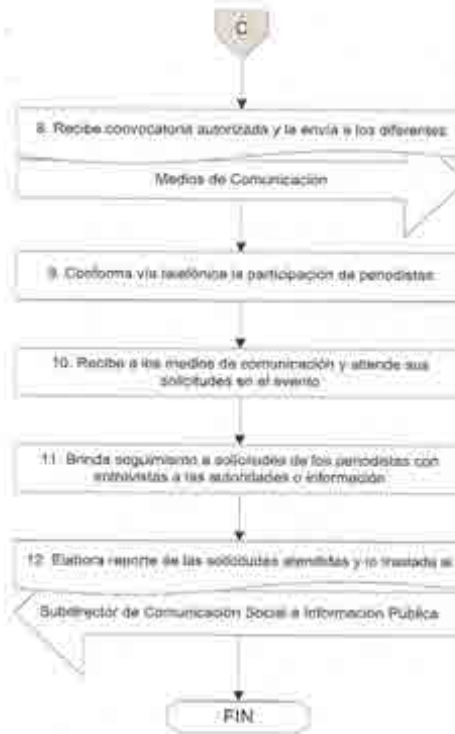 C
8. Recibe convocatoria autorizada y la envía a los diferentes
Medios de Comunicación
9. Conforma vía telefónica la participación de periodistas
10. Recibe a los medios de comunicación y atiende sus
solicitudes en el evento
11. Brinda seguimiento a solicitudes de los periodistas con
entrevistas a las autoridades o información
12. Elabora reporte de las solicitudes atendidas y lo traslada al
Subdirector de Comunicación Social e Información Pública
FIN